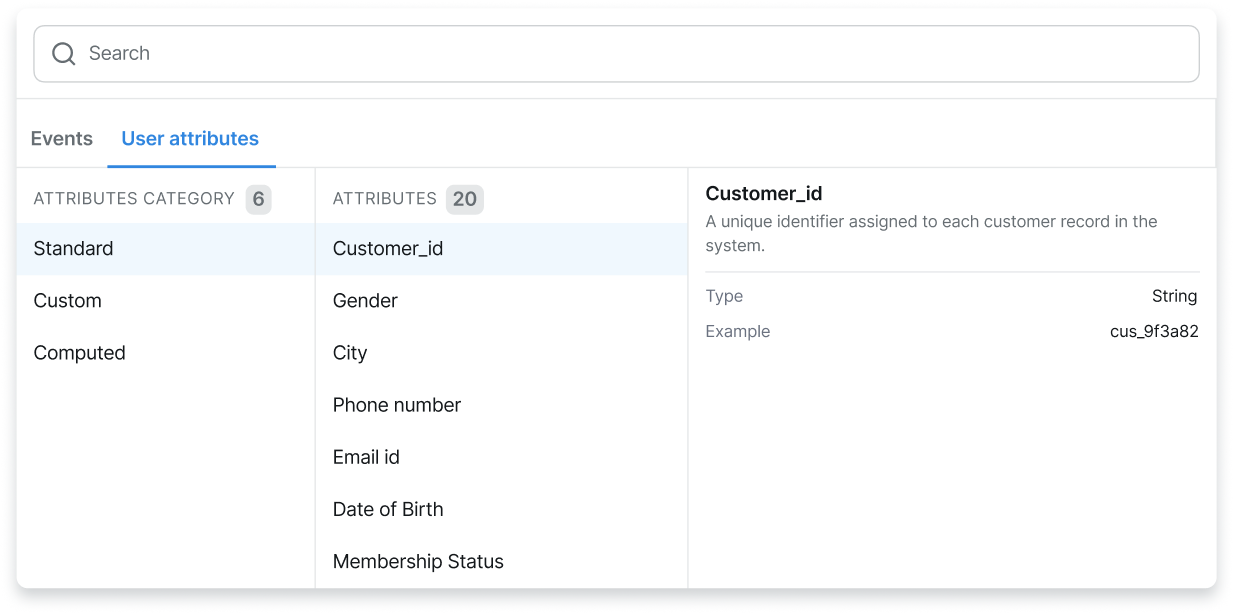 Search
Events
User attributes
ATTRIBUTES CATEGORY 6
Standard
Custom
Computed
ATTRIBUTES 20
Customer_id
Gender
City
Phone number
Email id
Date of Birth
Membership Status
Customer_id
A unique identifier assigned to each customer record in the
system.
Type String
Example cus_9f3a82